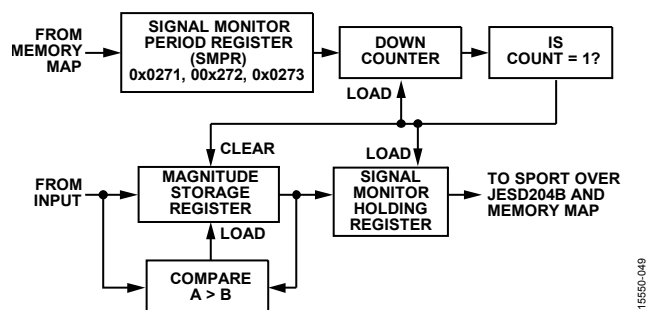 FROM
MEMORY
MAP
SIGNAL MONITOR
PERIOD REGISTER
(SMPR)
0x0271, 00x272, 0x0273
DOWN
COUNTER
IS
COUNT = 1?
LOAD
CLEAR
LOAD
FROM
INPUT
MAGNITUDE
STORAGE
REGISTER
SIGNAL
MONITOR
HOLDING
REGISTER
TO SPORT OVER
JESD204B AND
MEMORY MAP
LOAD
COMPARE
A > B
15550-049